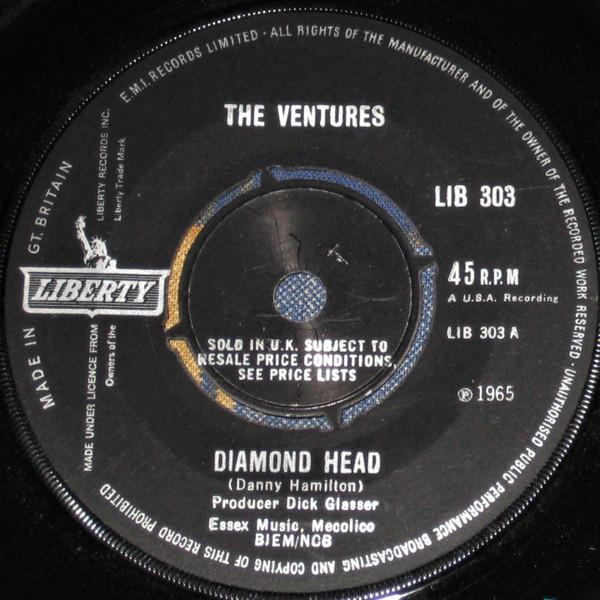 E.M.I. RECORDS LIMITED · ALL RIGHTS OF THE MANUFACTURER AND OF THE OWNER OF THE RECORDED WORK RESERVED · UNAUTHORISED PUBLIC PERFORMANCE BROADCASTING AND COPYING OF THIS RECORD PROHIBITED
MADE IN GT. BRITAIN
THE VENTURES
LIBERTY RECORDS INC.
Liberty Trade Mark
LIBERTY
MADE UNDER LICENCE FROM
Owners of the
LIB 303
45 R.P.M
A U.S.A. Recording
LIB 303 A
℗ 1965
SOLD IN U.K. SUBJECT TO
RESALE PRICE CONDITIONS,
SEE PRICE LISTS
DIAMOND HEAD
(Danny Hamilton)
Producer Dick Glasser
Essex Music, Mecolico
BIEM/NCB